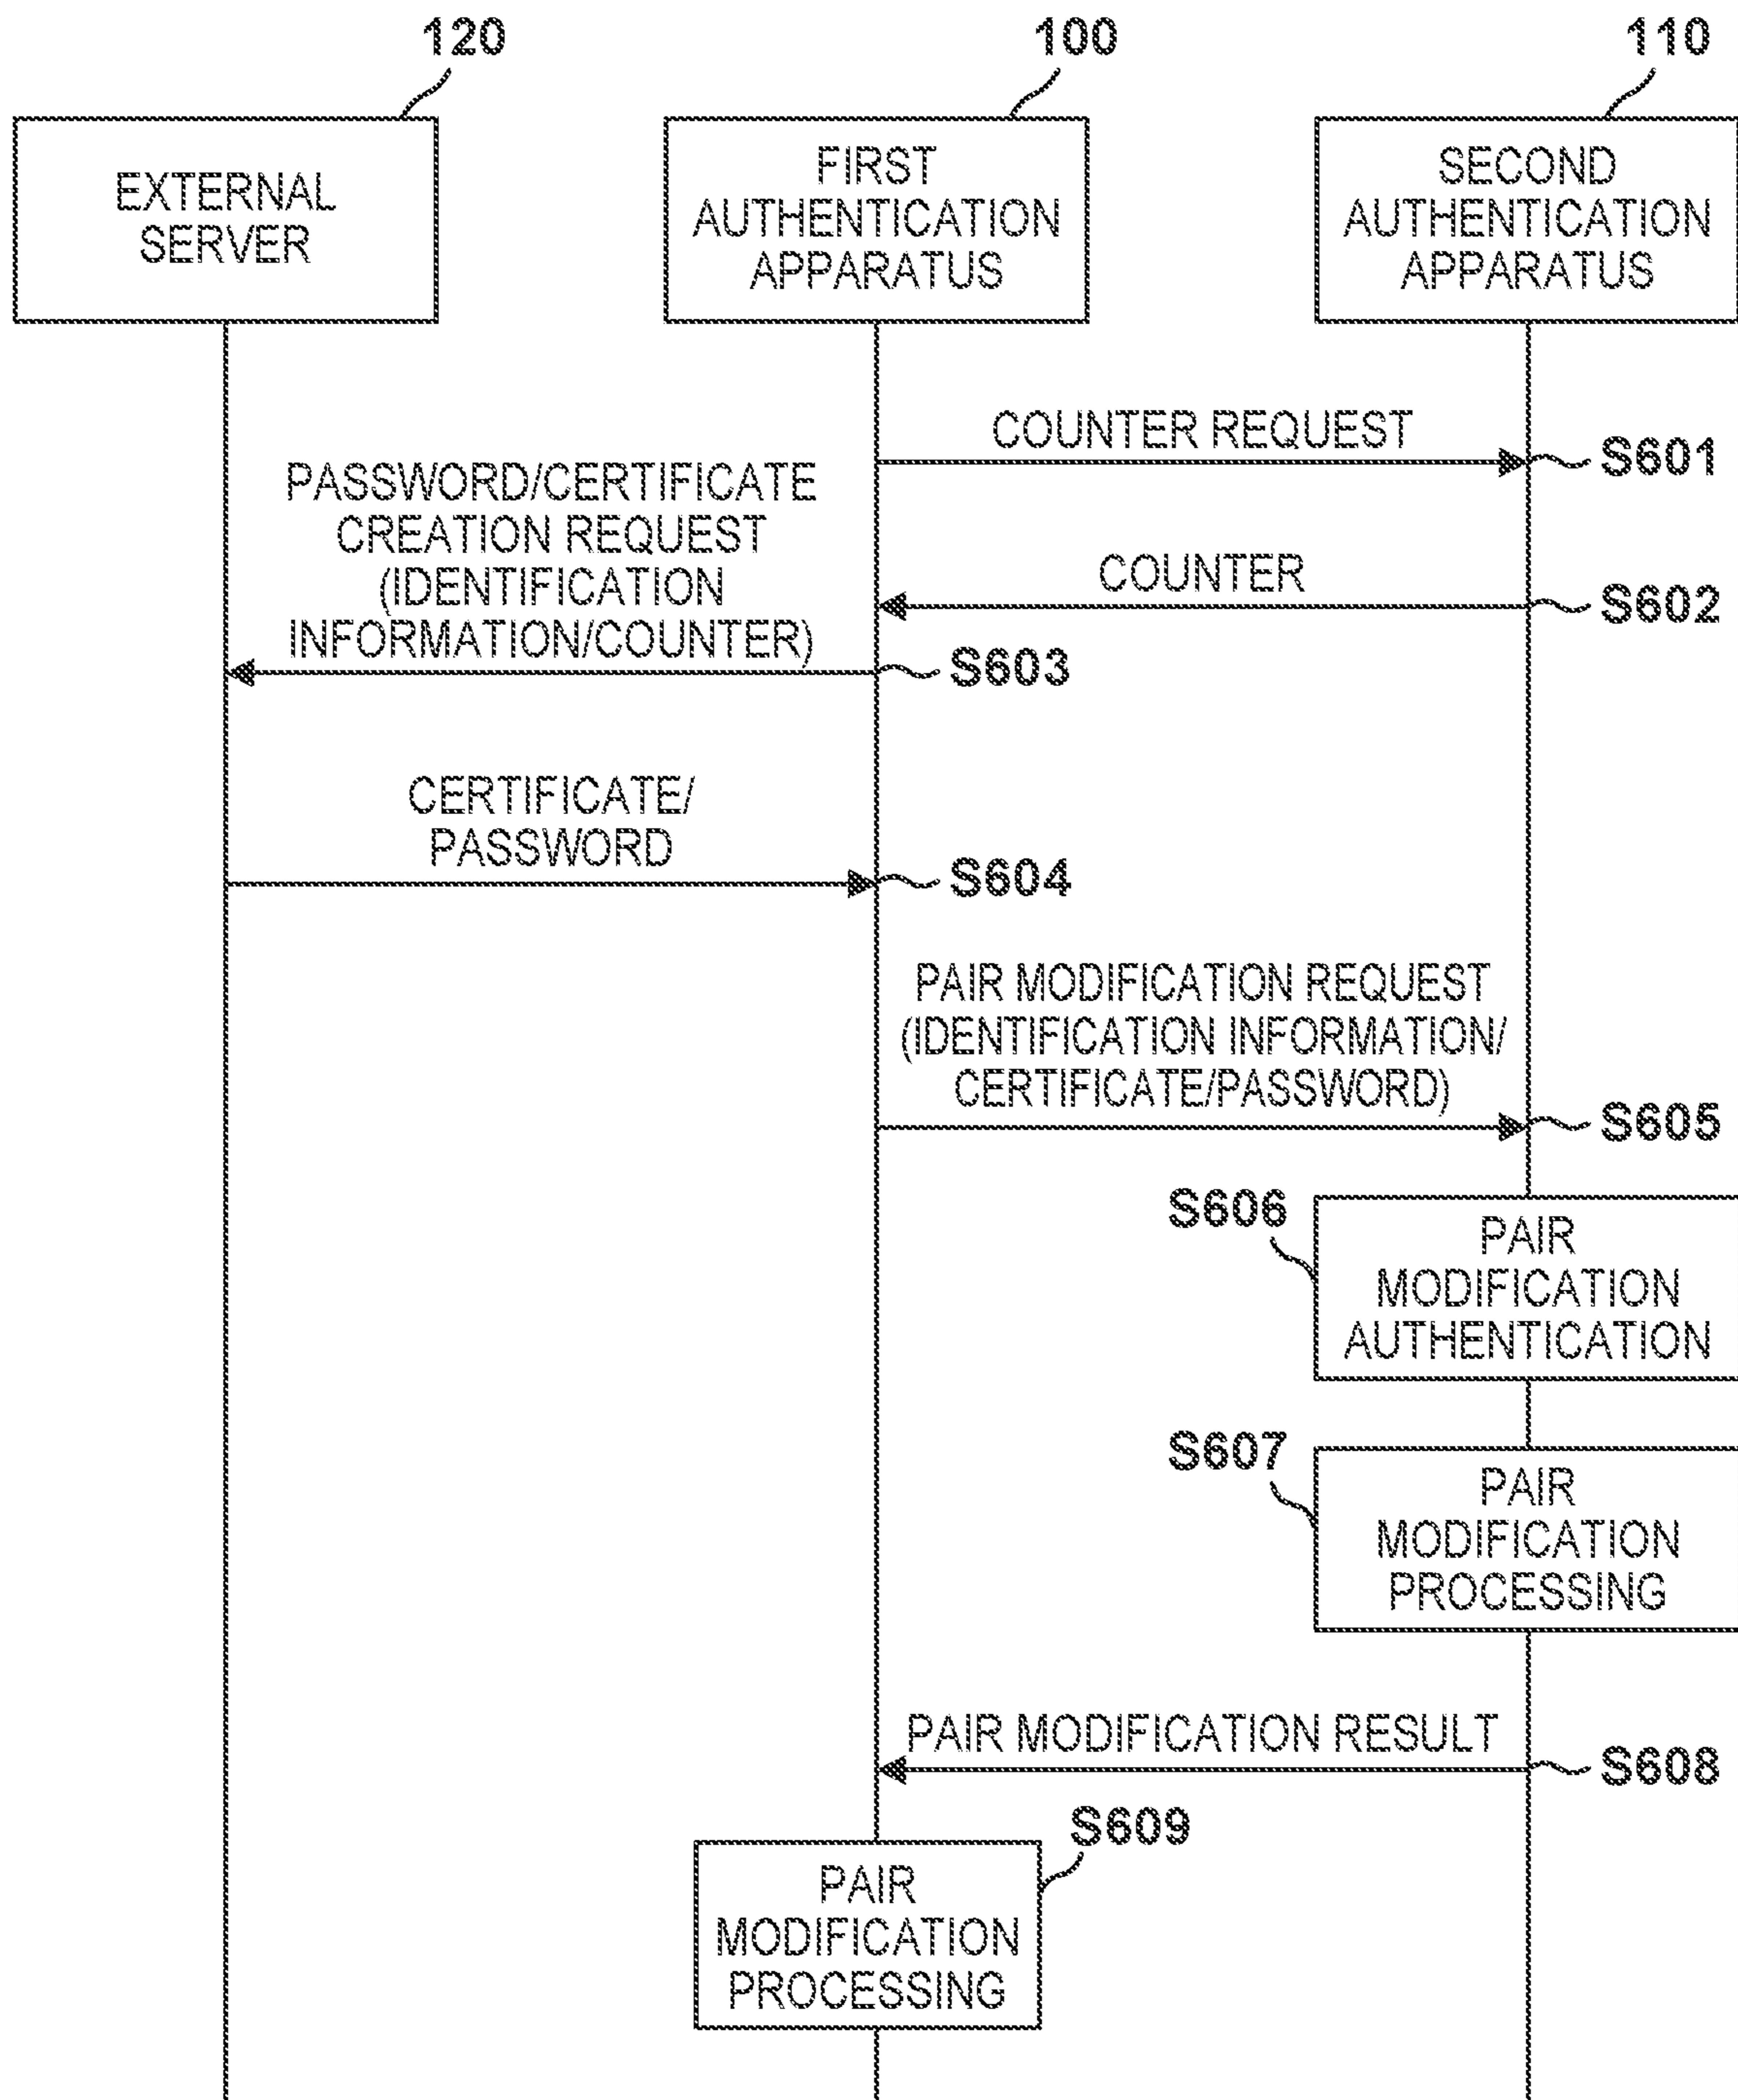 120
100
110
EXTERNAL
SERVER
FIRST
AUTHENTICATION
APPARATUS
SECOND
AUTHENTICATION
APPARATUS
COUNTER REQUEST
S601
PASSWORD/CERTIFICATE
CREATION REQUEST
(IDENTIFICATION
INFORMATION/COUNTER)
COUNTER
S602
S603
CERTIFICATE/
PASSWORD
S604
PAIR MODIFICATION REQUEST
(IDENTIFICATION INFORMATION/
CERTIFICATE/PASSWORD)
S605
S606
PAIR
MODIFICATION
AUTHENTICATION
S607
PAIR
MODIFICATION
PROCESSING
PAIR MODIFICATION RESULT
S608
S609
PAIR
MODIFICATION
PROCESSING